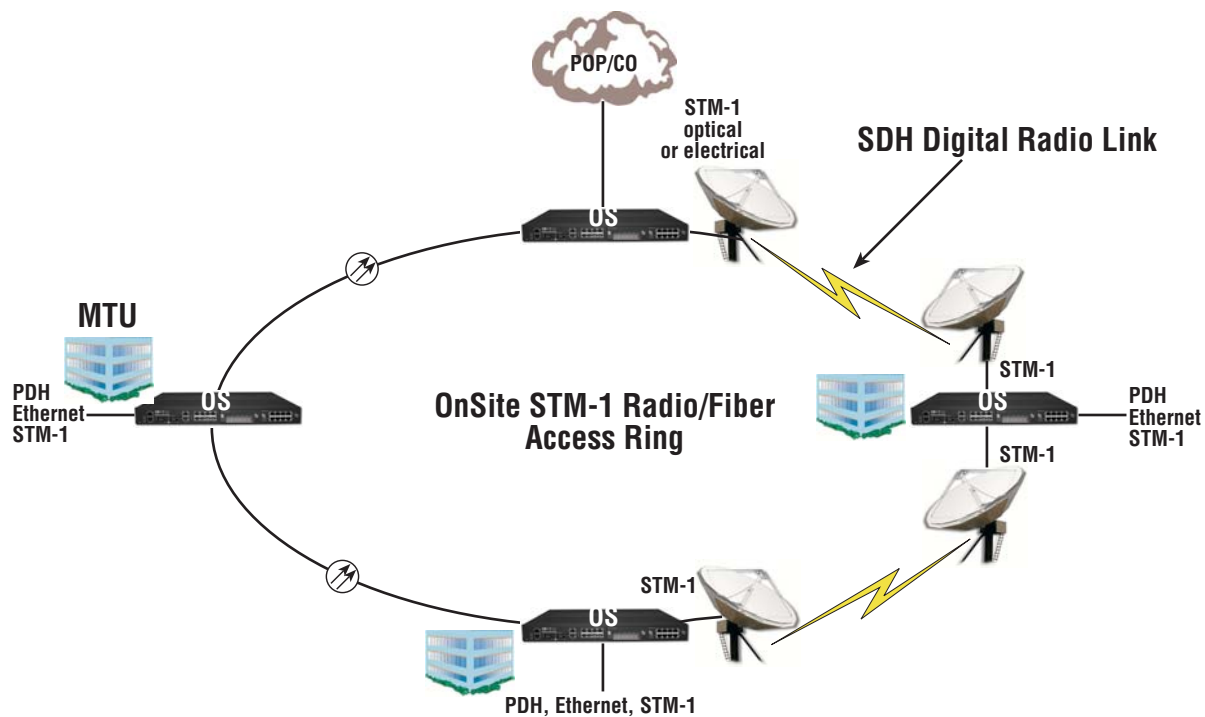 POP/CO
STM-1
optical
or electrical
SDH Digital Radio Link
OS
MTU
PDH
Ethernet
STM-1
OS
OnSite STM-1 Radio/Fiber
Access Ring
STM-1
OS
PDH
Ethernet
STM-1
STM-1
STM-1
OS
PDH, Ethernet, STM-1